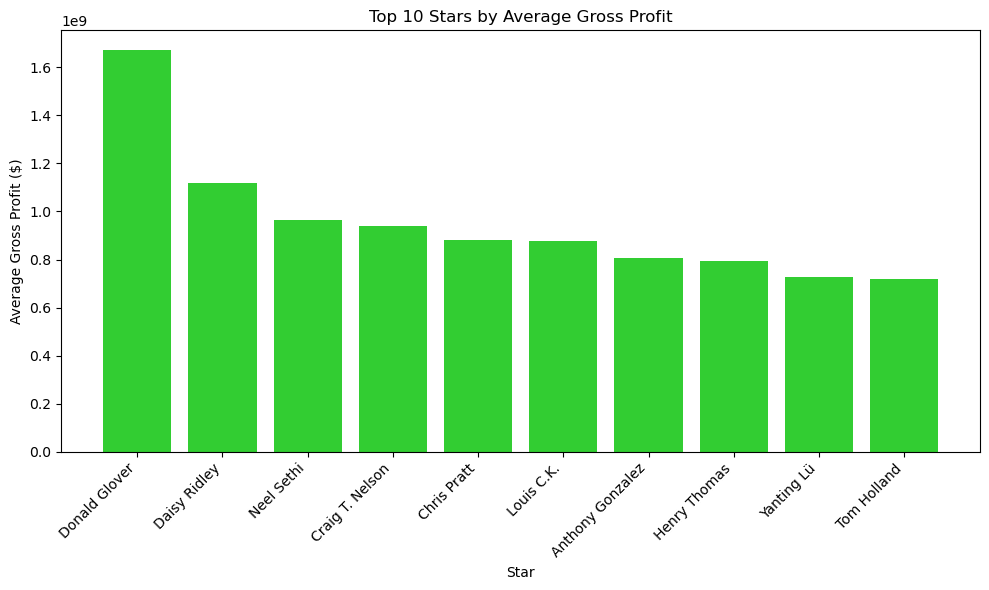 Top 10 Stars by Average Gross Profit
1e9
Average Gross Profit ($)
1.6
1.4
1.2
1.0
0.8
0.6
0.4
0.2
0.0
Donald Glover
Daisy Ridley
Neel Sethi
Craig T. Nelson
Chris Pratt
Louis C.K.
Anthony Gonzalez
Henry Thomas
Yanting Lü
Tom Holland
Star